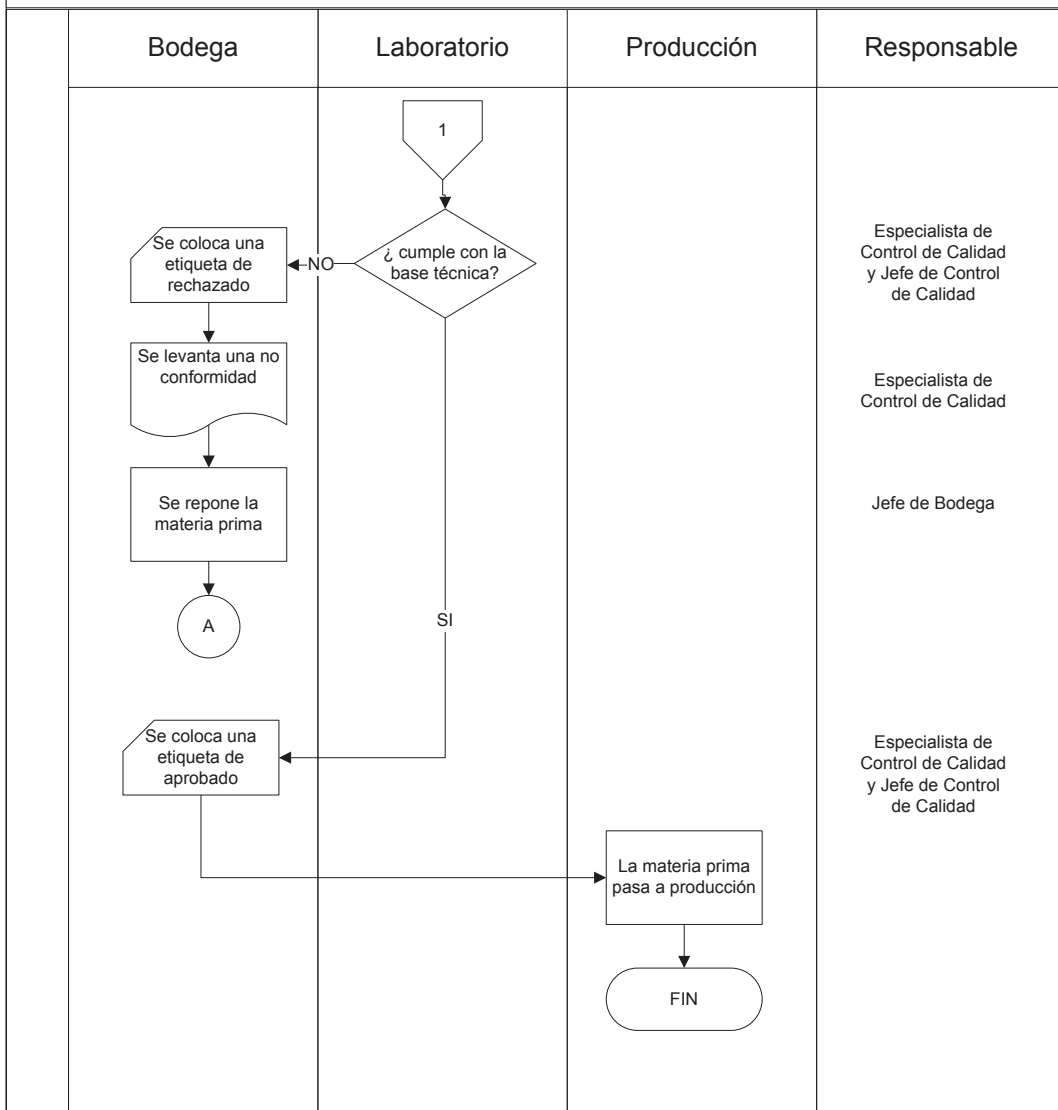 Bodega
Laboratorio
Producción
Responsable
1
¿ cumple con la
base técnica?
NO
Se coloca una
etiqueta de
rechazado
Especialista de
Control de Calidad
y Jefe de Control
de Calidad
Se levanta una no
conformidad
Especialista de
Control de Calidad
Se repone la
materia prima
Jefe de Bodega
A
SI
Se coloca una
etiqueta de
aprobado
Especialista de
Control de Calidad
y Jefe de Control
de Calidad
La materia prima
pasa a producción
FIN